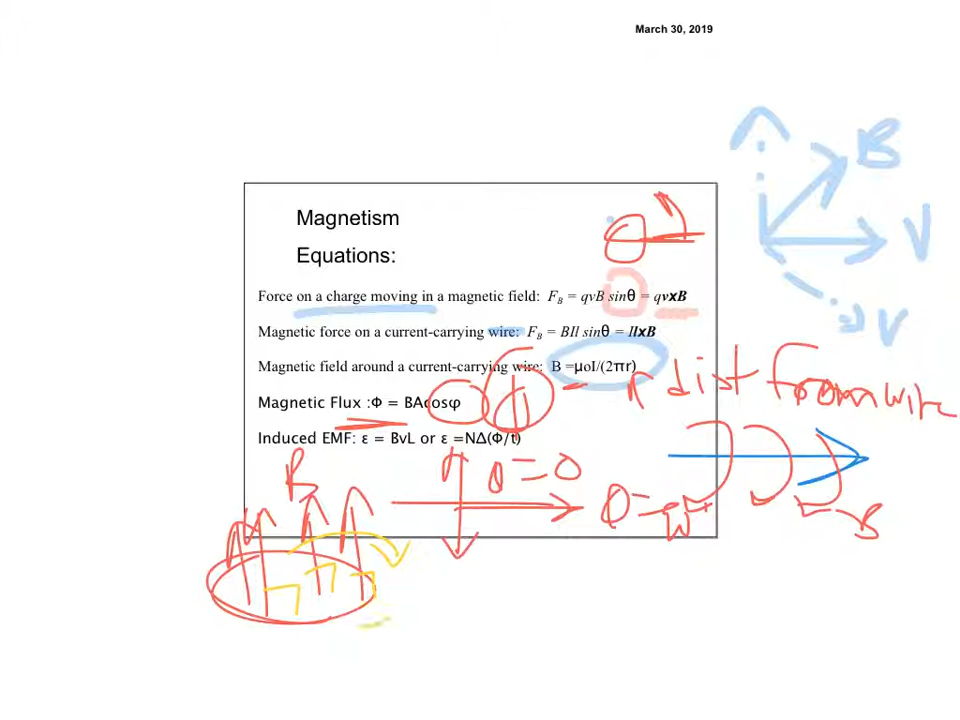 March 30, 2019
B
V
V
Magnetism
Equations:
Force on a charge moving in a magnetic field: F_B = qvB sinθ = qvxB
Magnetic force on a current-carrying wire: F_B = BIl sinθ = IlxB
Magnetic field around a current-carrying wire: B =μoI/(2πr)
r dist from wire
Magnetic Flux :Φ = BAcosφ
Induced EMF: ε = BvL or ε =NΔ(Φ/t)
B
θ = 0
B